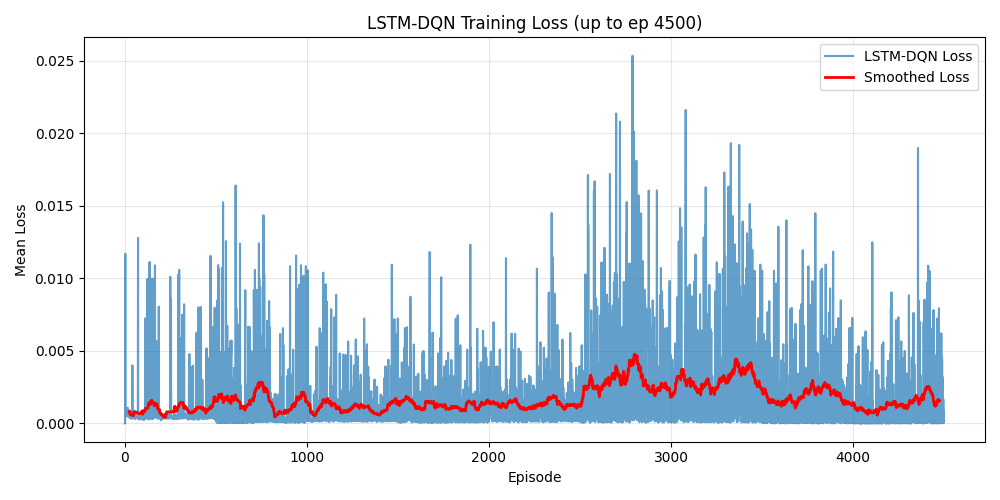 LSTM-DQN Training Loss (up to ep 4500)
LSTM-DQN Loss
Smoothed Loss
Mean Loss
0.025
0.020
0.015
0.010
0.005
0.000
0 1000 2000 3000 4000
Episode